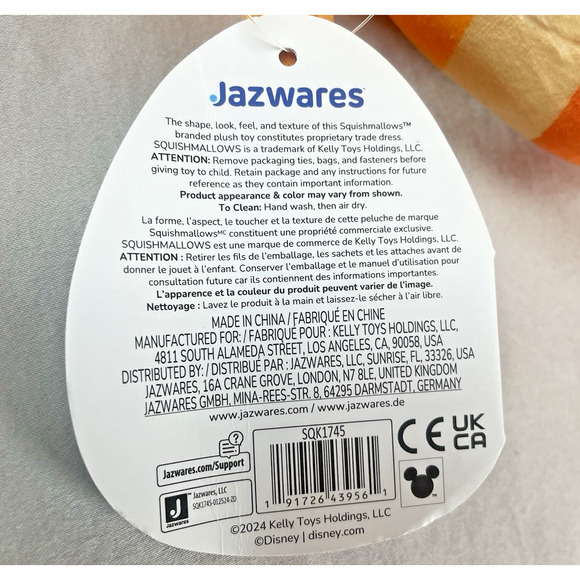 Jazwares
The shape, look, feel, and texture of this Squishmallows™
branded plush toy constitutes proprietary trade dress.
SQUISHMALLOWS is a trademark of Kelly Toys Holdings, LLC.
ATTENTION: Remove packaging ties, bags, and fasteners before
giving toy to child. Retain package and any instructions for future
reference as they contain important information.
Product appearance & color may vary from shown.
To Clean: Hand wash, then air dry.
La forme, l'aspect, le toucher et la texture de cette peluche de marque
Squishmallowsᴹᶜ constituent une propriété commerciale exclusive.
SQUISHMALLOWS est une marque de commerce de Kelly Toys Holdings, LLC.
ATTENTION : Retirer les fils de l'emballage, les sachets et les attaches avant de
donner le jouet à l'enfant. Conserver l'emballage et le manuel d'utilisation pour
consultation future car ils contiennent des informations importantes.
L'apparence et la couleur du produit peuvent varier de l'image.
Nettoyage : Lavez le produit à la main et laissez-le sécher à l'air libre.
MADE IN CHINA / FABRIQUÉ EN CHINE
MANUFACTURED FOR: / FABRIQUÉ POUR : KELLY TOYS HOLDINGS, LLC,
4811 SOUTH ALAMEDA STREET, LOS ANGELES, CA, 90058, USA
DISTRIBUTED BY: / DISTRIBUÉ PAR : JAZWARES, LLC, SUNRISE, FL, 33326, USA
JAZWARES, 16A CRANE GROVE, LONDON, N7 8LE, UNITED KINGDOM
JAZWARES GMBH, MINA-REES-STR. 8, 64295 DARMSTADT, GERMANY
www.jazwares.com / www.jazwares.de
Jazwares.com/Support
J
Jazwares
™ Jazwares, LLC
SQK1745-012524-ZD
SQK1745
1 91726 43956 1
CE
UK
CA
©2024 Kelly Toys Holdings, LLC
©Disney | disney.com